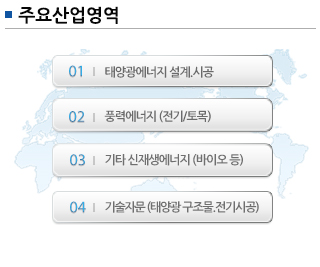 주요산업영역
01 | 태양광에너지 설계.시공
02 | 풍력에너지 (전기/토목)
03 | 기타 신재생에너지 (바이오 등)
04 | 기술자문 (태양광 구조물.전기시공)